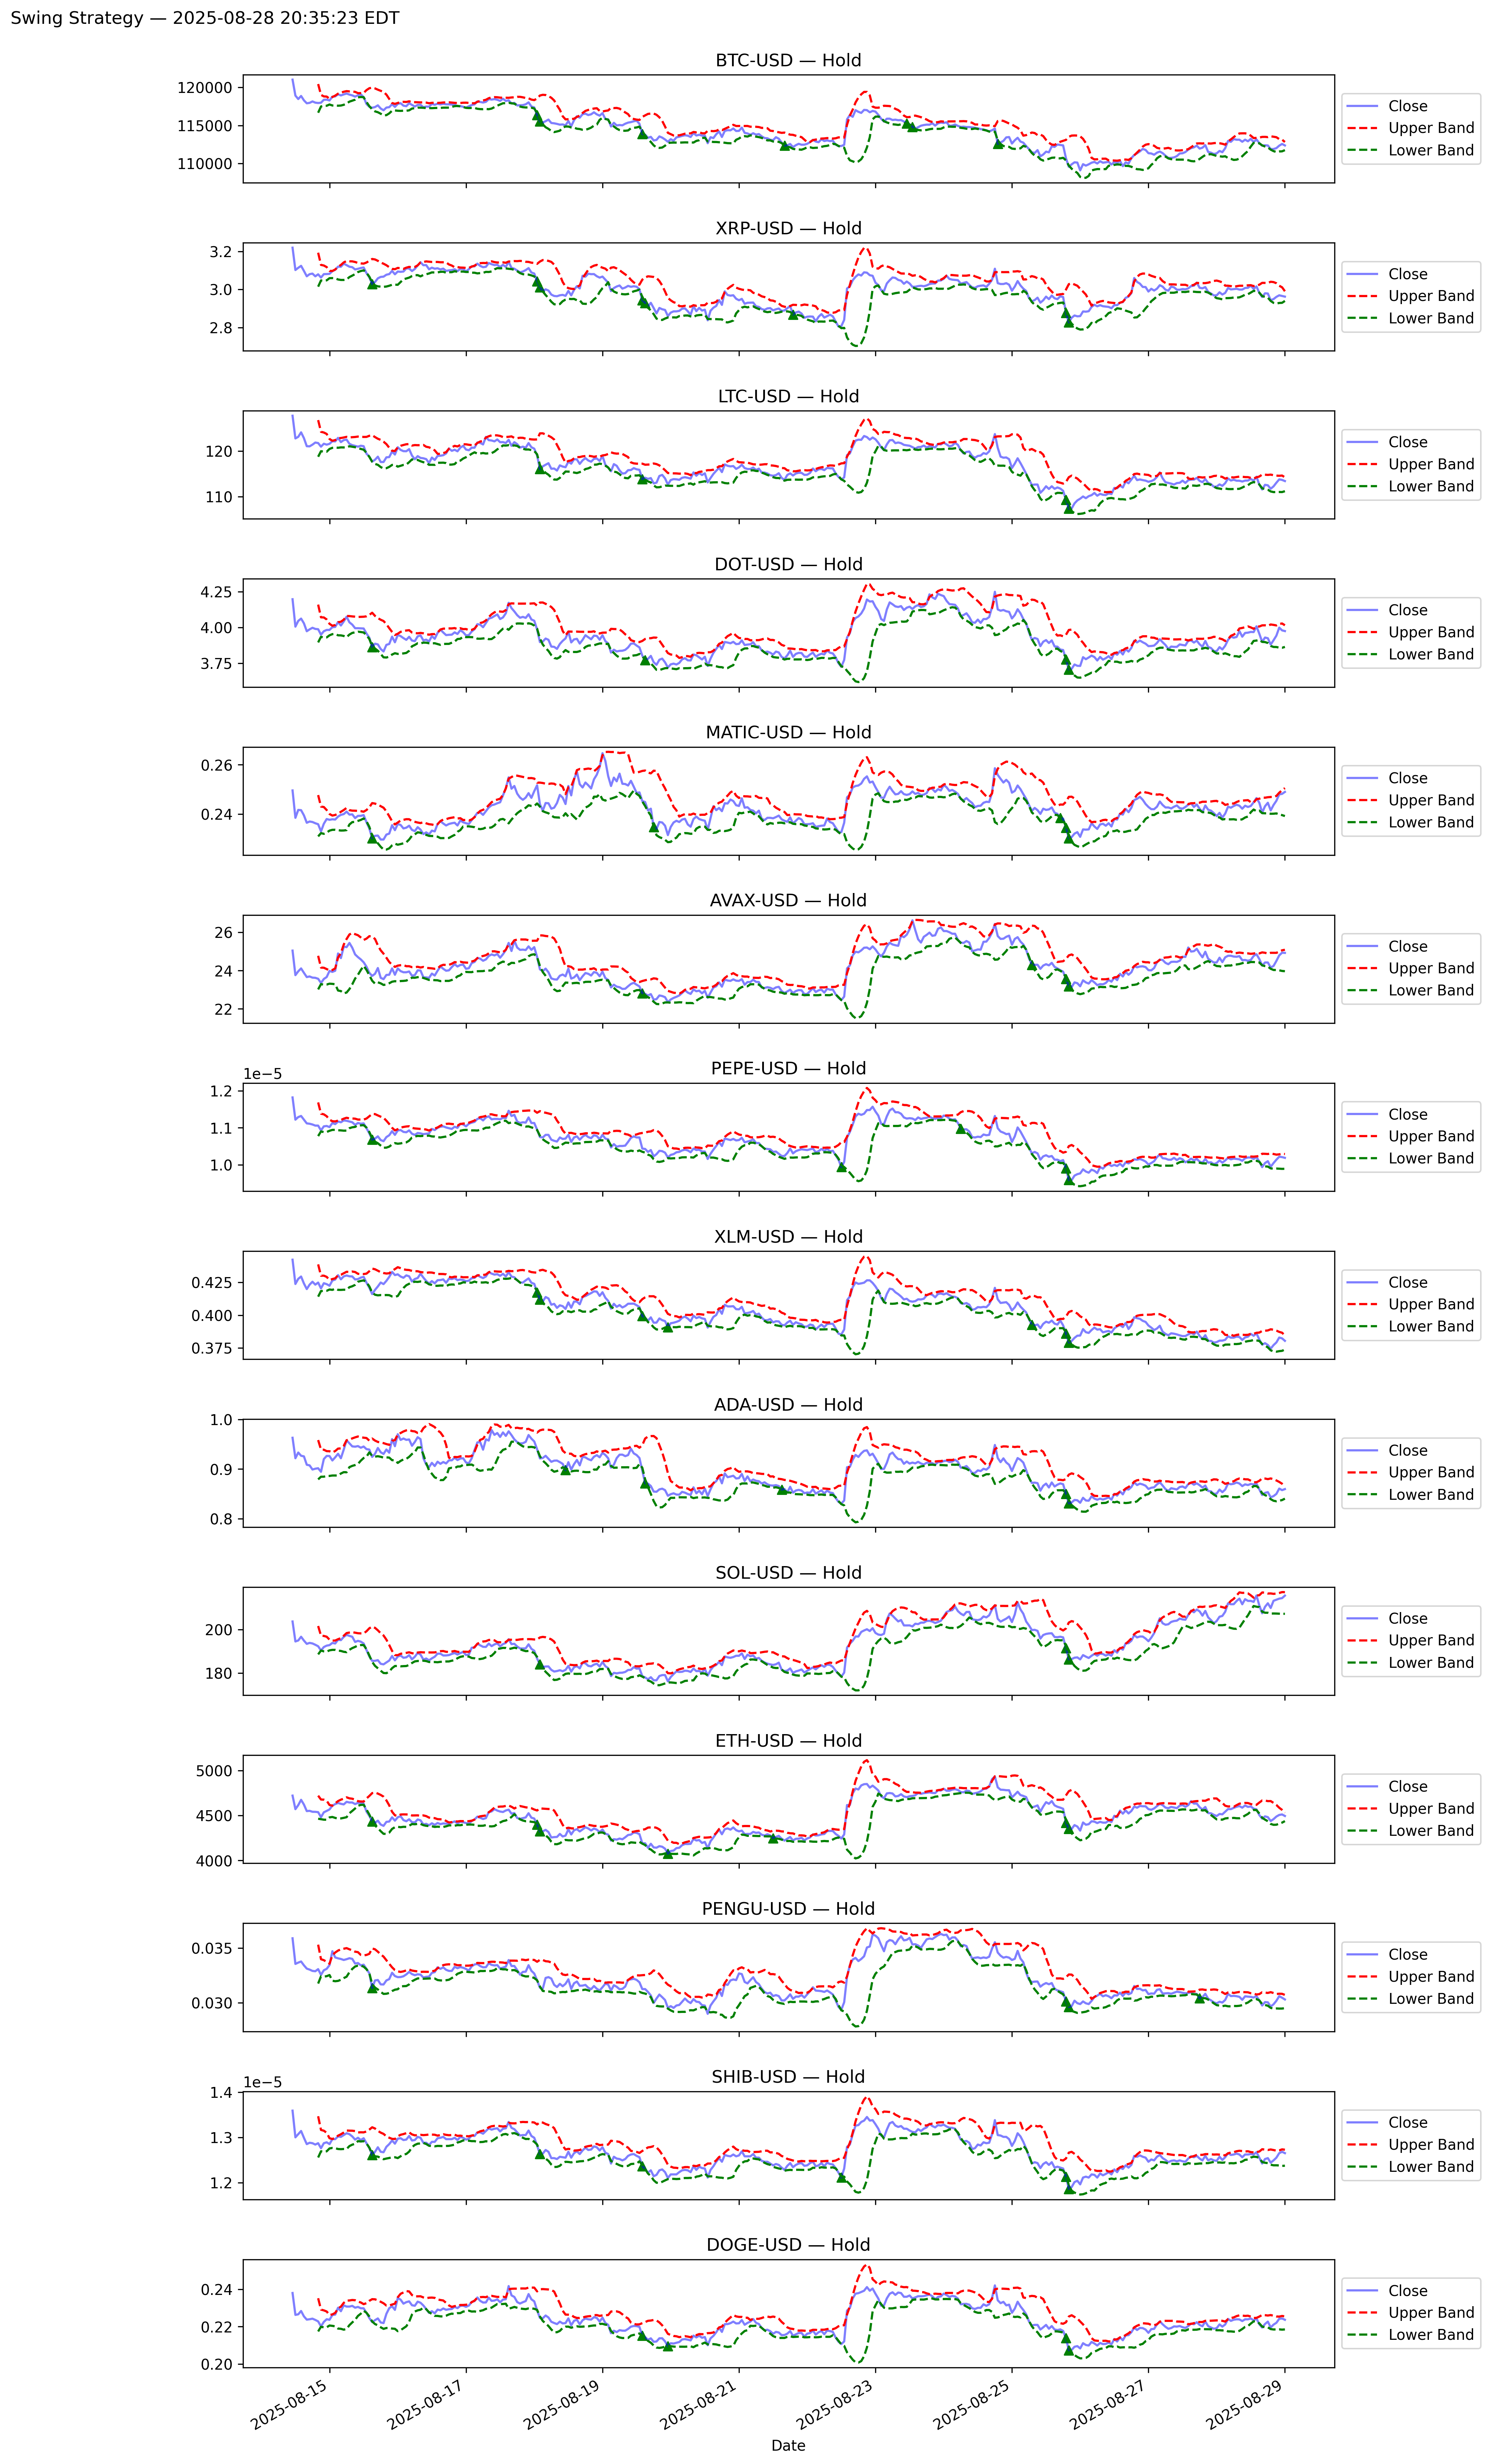 Swing Strategy — 2025-08-28 20:35:23 EDT
BTC-USD — Hold
120000
115000
110000
Close
Upper Band
Lower Band
XRP-USD — Hold
3.2
3.0
2.8
Close
Upper Band
Lower Band
LTC-USD — Hold
120
110
Close
Upper Band
Lower Band
DOT-USD — Hold
4.25
4.00
3.75
Close
Upper Band
Lower Band
MATIC-USD — Hold
0.26
0.24
Close
Upper Band
Lower Band
AVAX-USD — Hold
26
24
22
Close
Upper Band
Lower Band
PEPE-USD — Hold
1e−5
1.2
1.1
1.0
Close
Upper Band
Lower Band
XLM-USD — Hold
0.425
0.400
0.375
Close
Upper Band
Lower Band
ADA-USD — Hold
1.0
0.9
0.8
Close
Upper Band
Lower Band
SOL-USD — Hold
200
180
Close
Upper Band
Lower Band
ETH-USD — Hold
5000
4500
4000
Close
Upper Band
Lower Band
PENGU-USD — Hold
0.035
0.030
Close
Upper Band
Lower Band
SHIB-USD — Hold
1e−5
1.4
1.3
1.2
Close
Upper Band
Lower Band
DOGE-USD — Hold
0.24
0.22
0.20
Close
Upper Band
Lower Band
2025-08-15
2025-08-17
2025-08-19
2025-08-21
2025-08-23
2025-08-25
2025-08-27
2025-08-29
Date